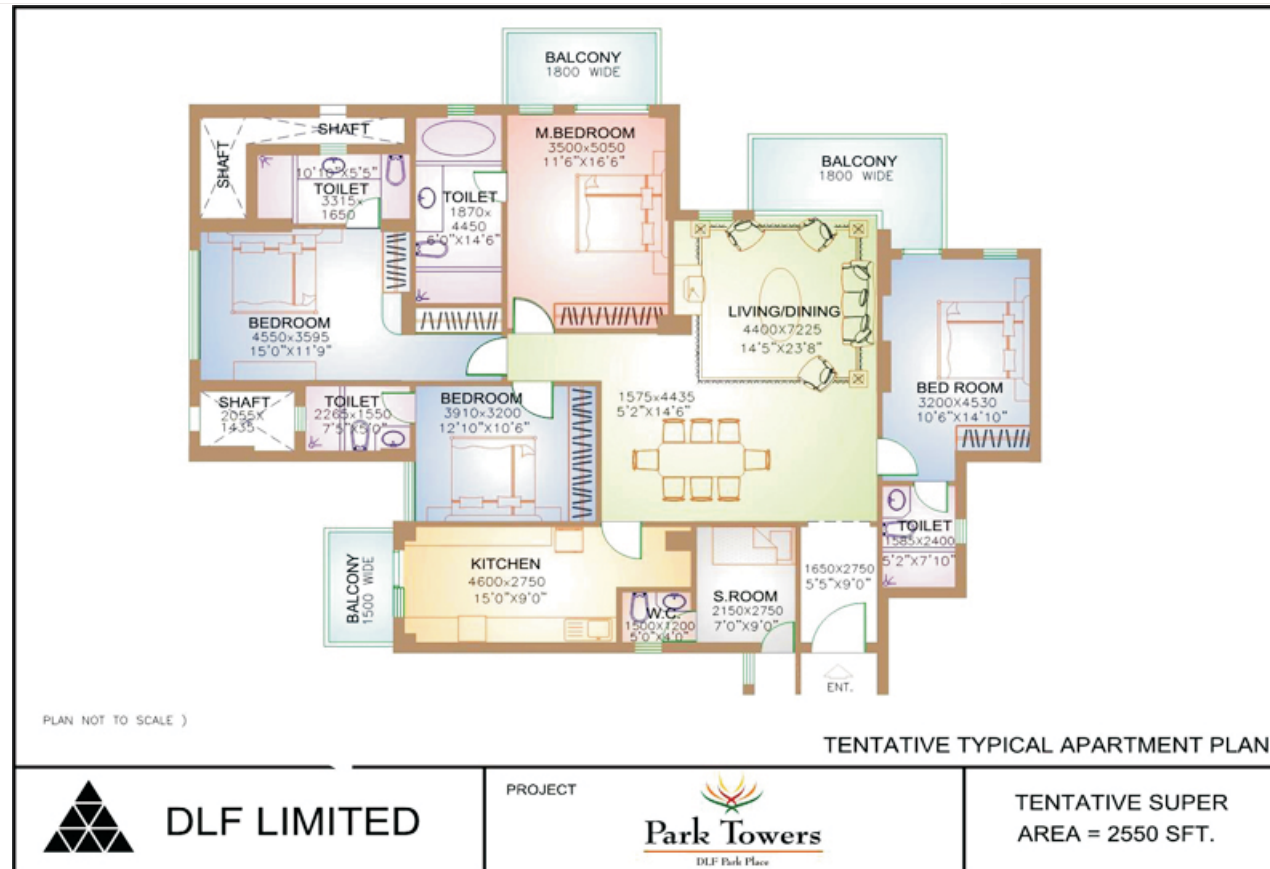 BALCONY
1800 WIDE
SHAFT
SHAFT
10'10"X5'5"
TOILET
3315x
1650
TOILET
1870x
4450
6'0"X14'6"
M.BEDROOM
3500x5050
11'6"X16'6"
BALCONY
1800 WIDE
BEDROOM
4550x3595
15'0"X11'9"
LIVING/DINING
4400X7225
14'5"X23'8"
BED ROOM
3200X4530
10'6"X14'10"
SHAFT
2055X
1435
TOILET
2265x1550
7'5"X5'0"
BEDROOM
3910x3200
12'10"X10'6"
1575x4435
5'2"X14'6"
TOILET
1585X2400
5'2"X7'10"
BALCONY
1500 WIDE
KITCHEN
4600x2750
15'0"X9'0"
W.C.
1500X1200
5'0"X4'0"
S.ROOM
2150X2750
7'0"X9'0"
1650X2750
5'5"X9'0"
ENT.
PLAN NOT TO SCALE )
TENTATIVE TYPICAL APARTMENT PLAN
DLF LIMITED
PROJECT
Park Towers
DLF Park Place
TENTATIVE SUPER
AREA = 2550 SFT.